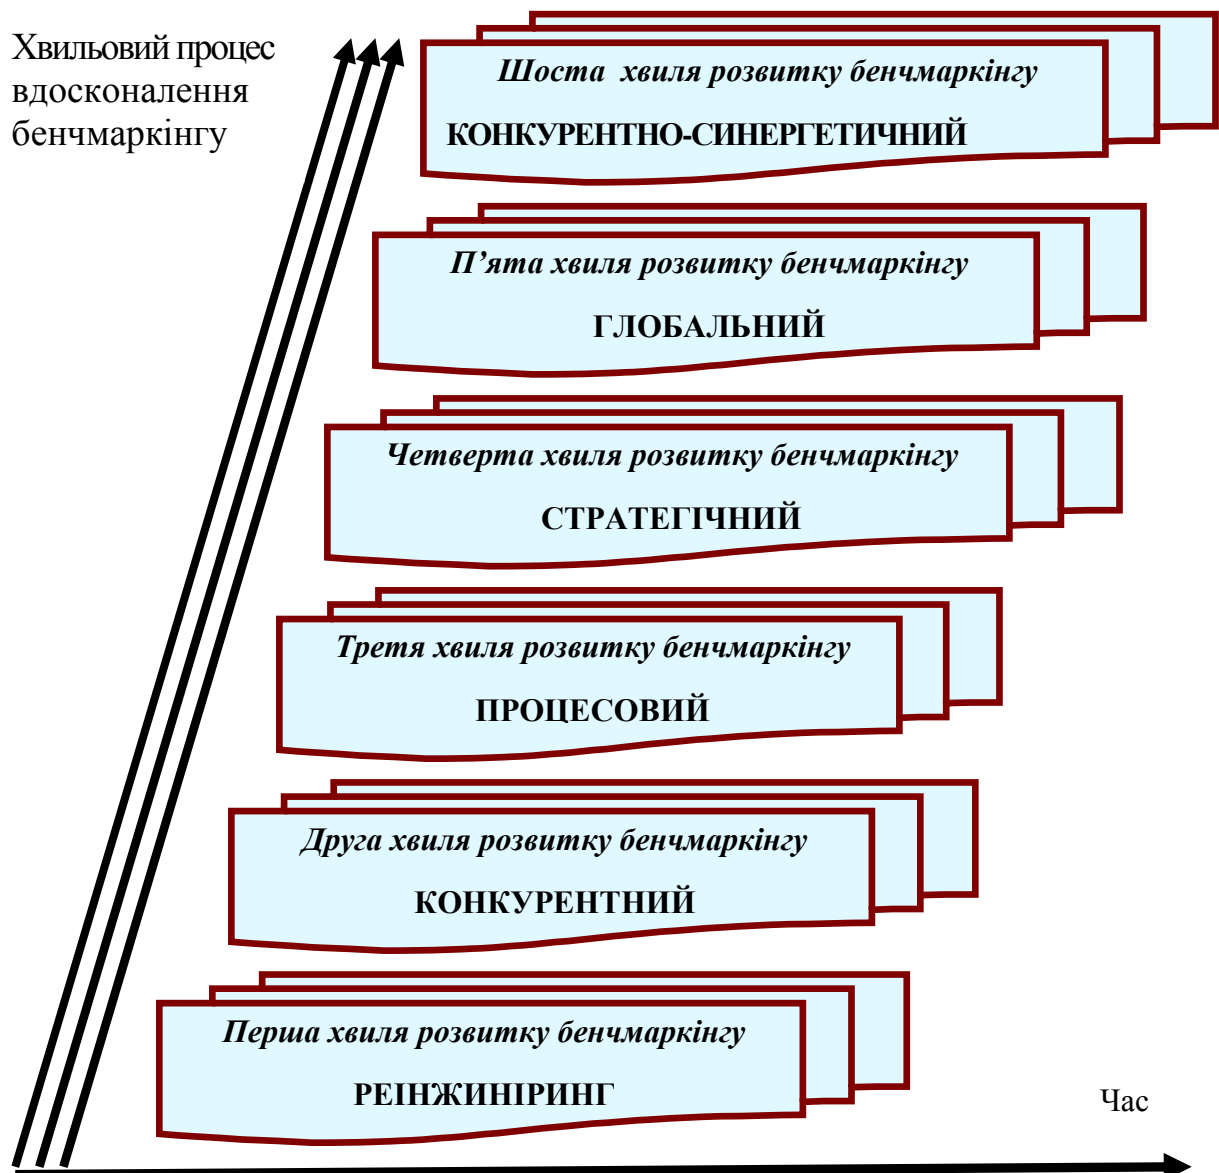 Хвильовий процес
вдосконалення
бенчмаркінгу
Шоста хвиля розвитку бенчмаркінгу
КОНКУРЕНТНО-СИНЕРГЕТИЧНИЙ
П’ята хвиля розвитку бенчмаркінгу
ГЛОБАЛЬНИЙ
Четверта хвиля розвитку бенчмаркінгу
СТРАТЕГІЧНИЙ
Третя хвиля розвитку бенчмаркінгу
ПРОЦЕСОВИЙ
Друга хвиля розвитку бенчмаркінгу
КОНКУРЕНТНИЙ
Перша хвиля розвитку бенчмаркінгу
РЕІНЖИНІРИНГ
Час